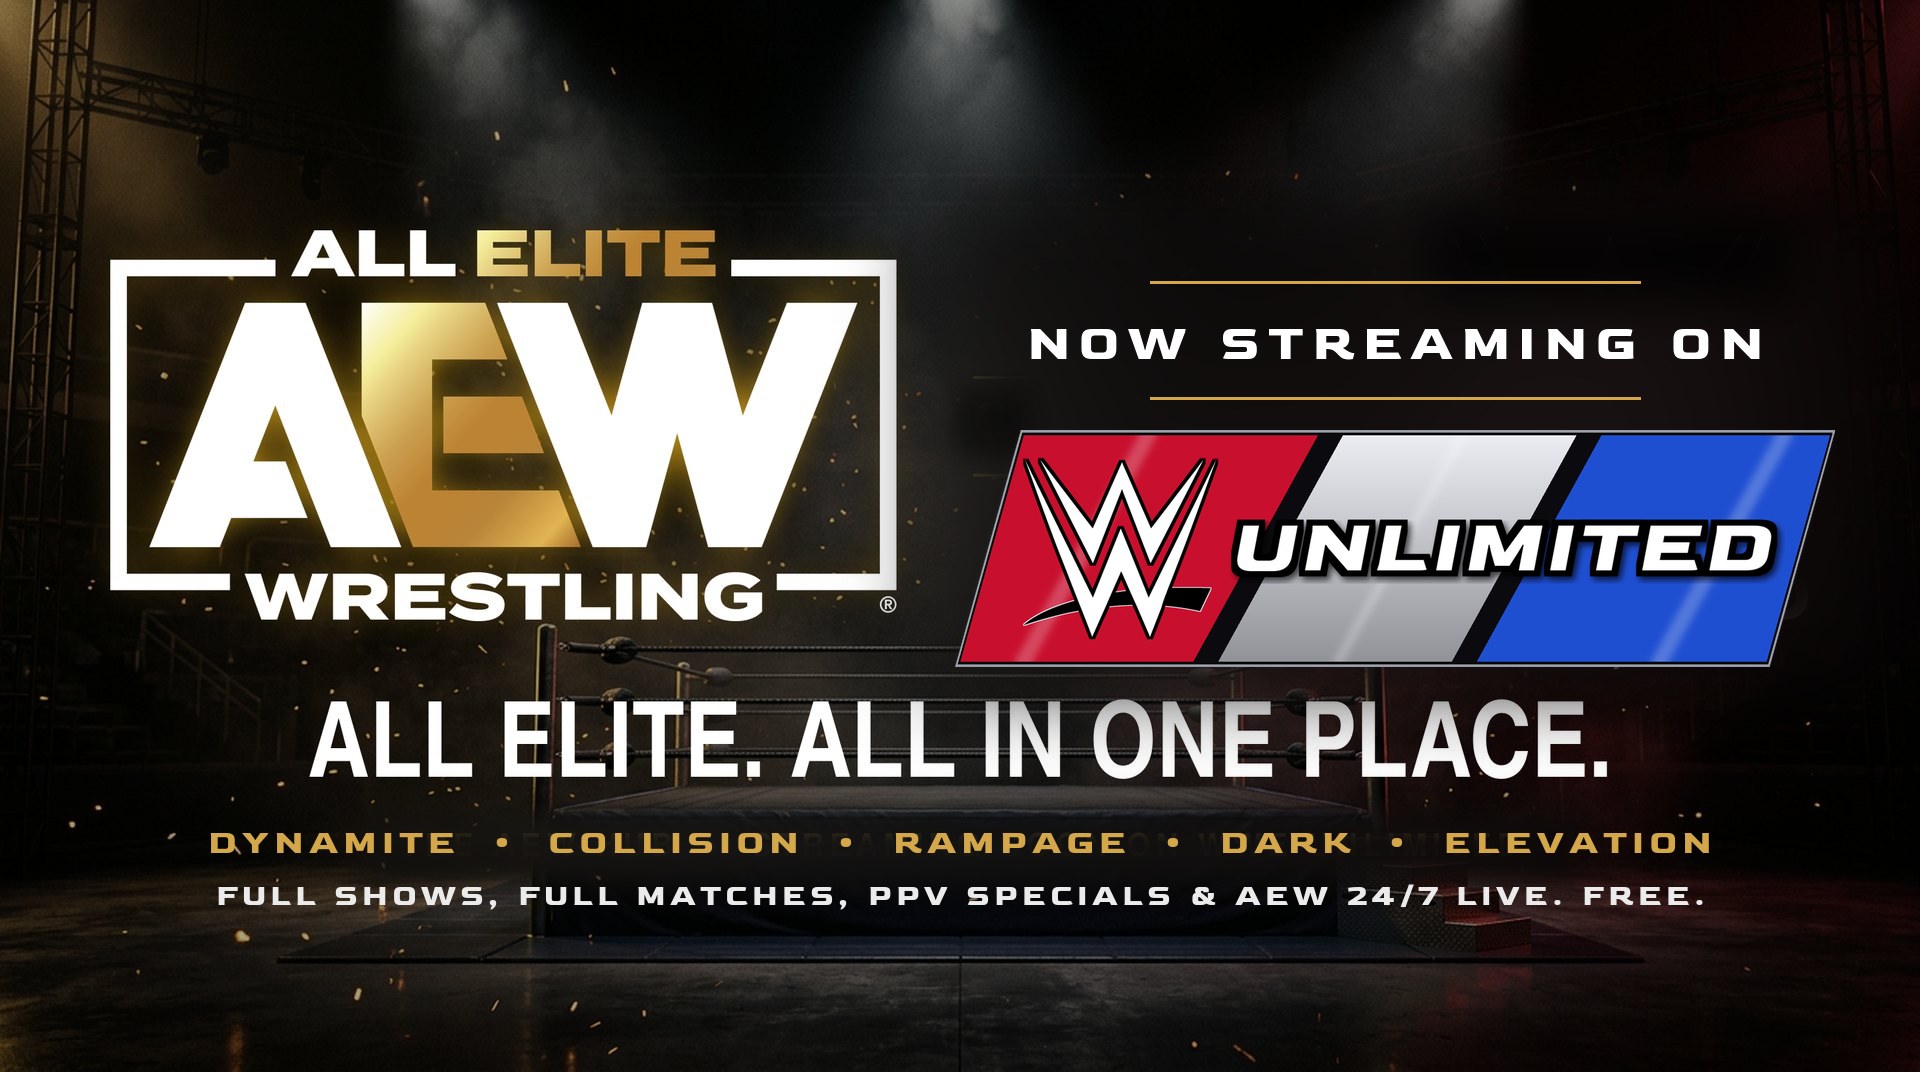 ALL ELITE
AEW
WRESTLING
®
NOW STREAMING ON
W UNLIMITED
ALL ELITE. ALL IN ONE PLACE.
DYNAMITE • COLLISION • RAMPAGE • DARK • ELEVATION
FULL SHOWS, FULL MATCHES, PPV SPECIALS & AEW 24/7 LIVE. FREE.